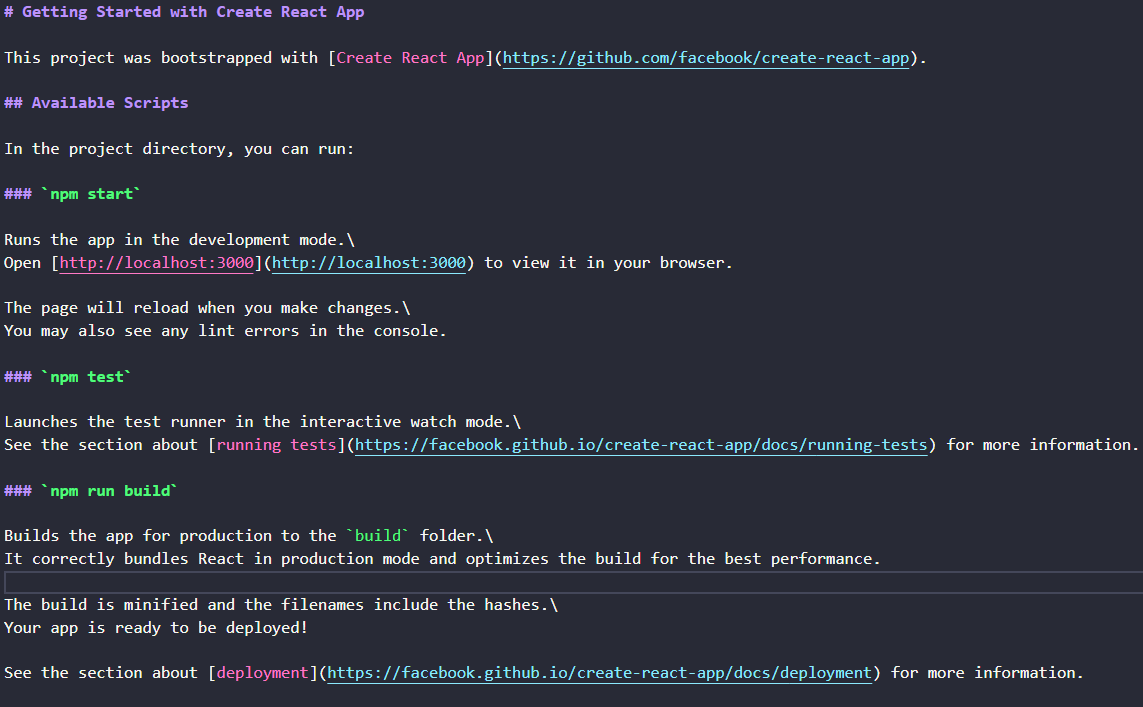 # Getting Started with Create React App
This project was bootstrapped with [Create React App](https://github.com/facebook/create-react-app).
## Available Scripts
In the project directory, you can run:
### `npm start`
Runs the app in the development mode.\
Open [http://localhost:3000](http://localhost:3000) to view it in your browser.
The page will reload when you make changes.\
You may also see any lint errors in the console.
### `npm test`
Launches the test runner in the interactive watch mode.\
See the section about [running tests](https://facebook.github.io/create-react-app/docs/running-tests) for more information.
### `npm run build`
Builds the app for production to the `build` folder.\
It correctly bundles React in production mode and optimizes the build for the best performance.
The build is minified and the filenames include the hashes.\
Your app is ready to be deployed!
See the section about [deployment](https://facebook.github.io/create-react-app/docs/deployment) for more information.